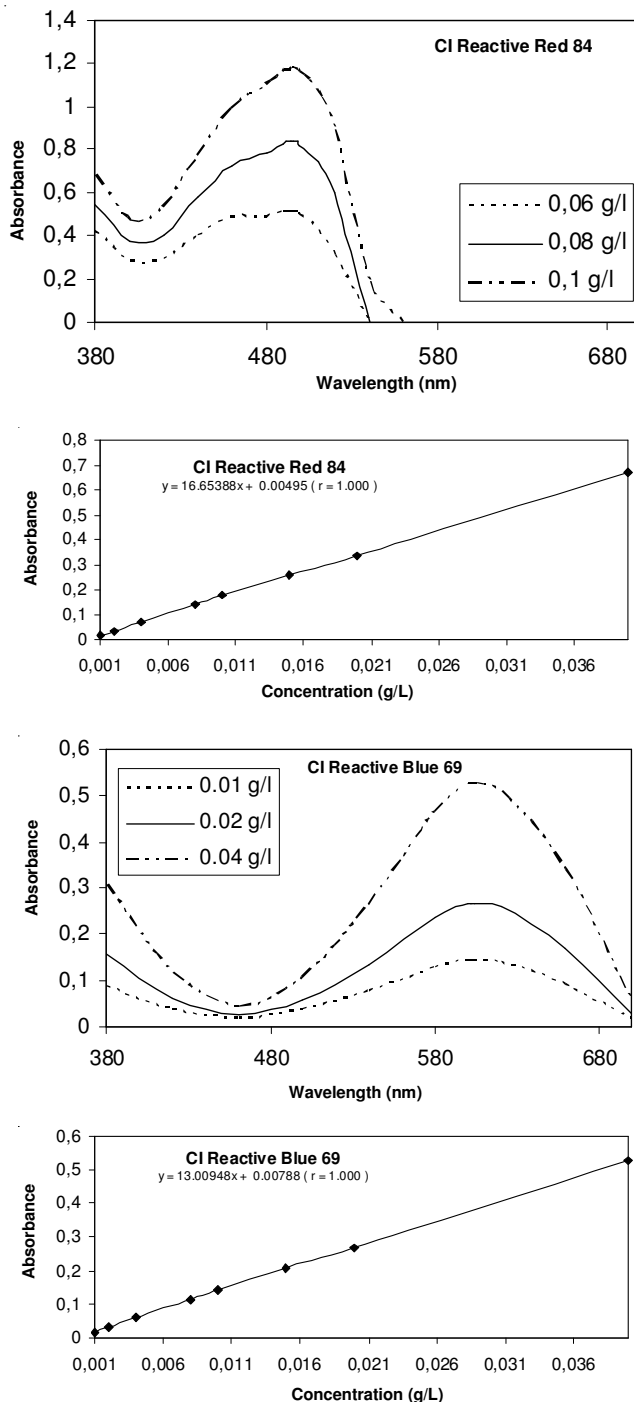 1,4
1,2
1
0,8
0,6
0,4
0,2
0
Absorbance
CI Reactive Red 84
0,06 g/l
0,08 g/l
0,1 g/l
380 480 580 680
Wavelength (nm)
0,8
0,7
0,6
0,5
0,4
0,3
0,2
0,1
0
Absorbance
CI Reactive Red 84
y = 16.65388x + 0.00495 ( r = 1.000 )
0,001 0,006 0,011 0,016 0,021 0,026 0,031 0,036
Concentration (g/L)
0,6
0,5
0,4
0,3
0,2
0,1
0
Absorbance
CI Reactive Blue 69
0.01 g/l
0.02 g/l
0.04 g/l
380 480 580 680
Wavelength (nm)
0,6
0,5
0,4
0,3
0,2
0,1
0
Absorbance
CI Reactive Blue 69
y = 13.00948x + 0.00788 ( r = 1.000 )
0,001 0,006 0,011 0,016 0,021 0,026 0,031 0,036
Concentration (g/L)